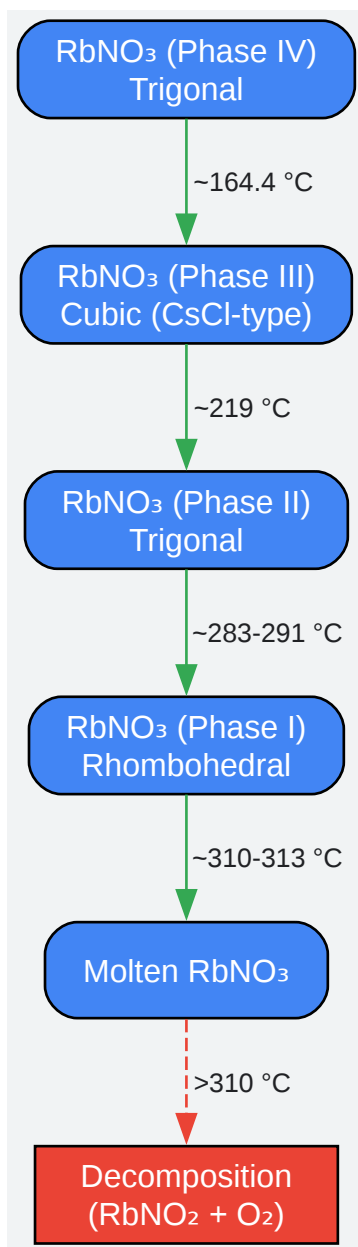 RbNO₃ (Phase IV)
Trigonal
~164.4 °C
RbNO₃ (Phase III)
Cubic (CsCl-type)
~219 °C
RbNO₃ (Phase II)
Trigonal
~283-291 °C
RbNO₃ (Phase I)
Rhombohedral
~310-313 °C
Molten RbNO₃
>310 °C
Decomposition
(RbNO₂ + O₂)